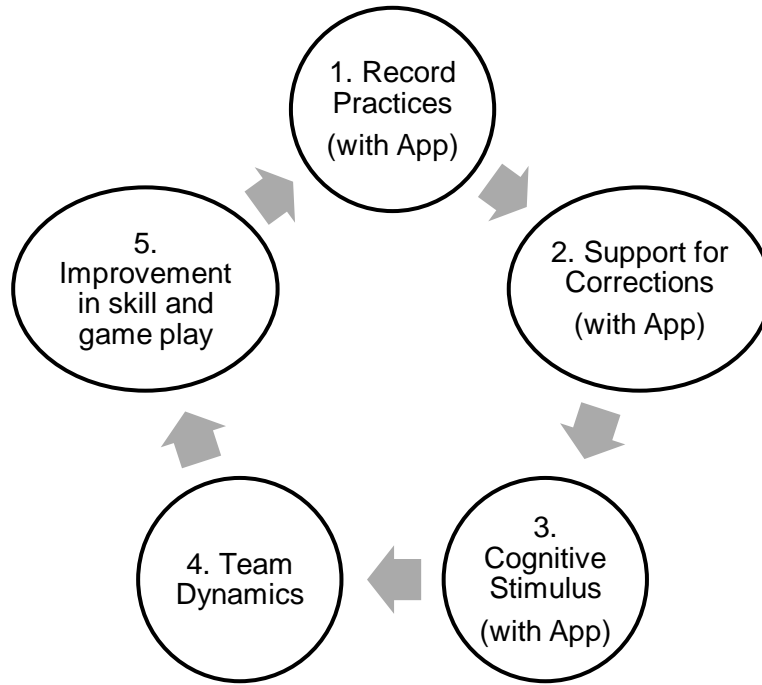 1. Record
Practices
(with App)
2. Support for
Corrections
(with App)
3.
Cognitive
Stimulus
(with App)
4. Team
Dynamics
5.
Improvement
in skill and
game play